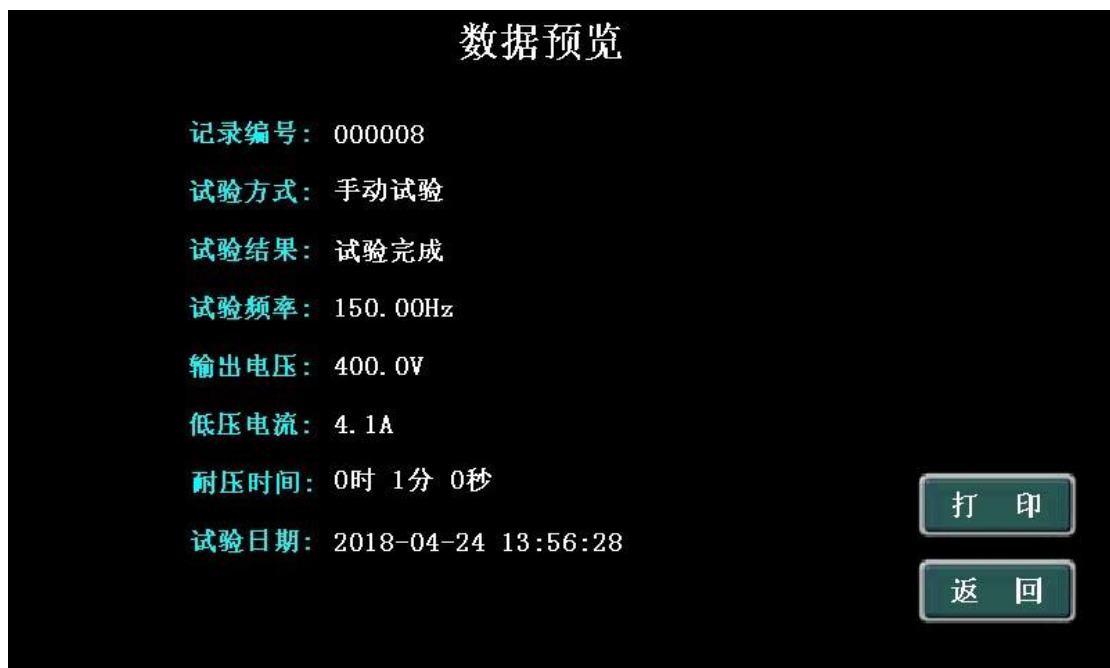 数据预览
记录编号: 000008
试验方式: 手动试验
试验结果: 试验完成
试验频率: 150.00Hz
输出电压: 400.0V
低压电流: 4.1A
耐压时间: 0时 1分 0秒
试验日期: 2018-04-24 13:56:28
打 印
返 回